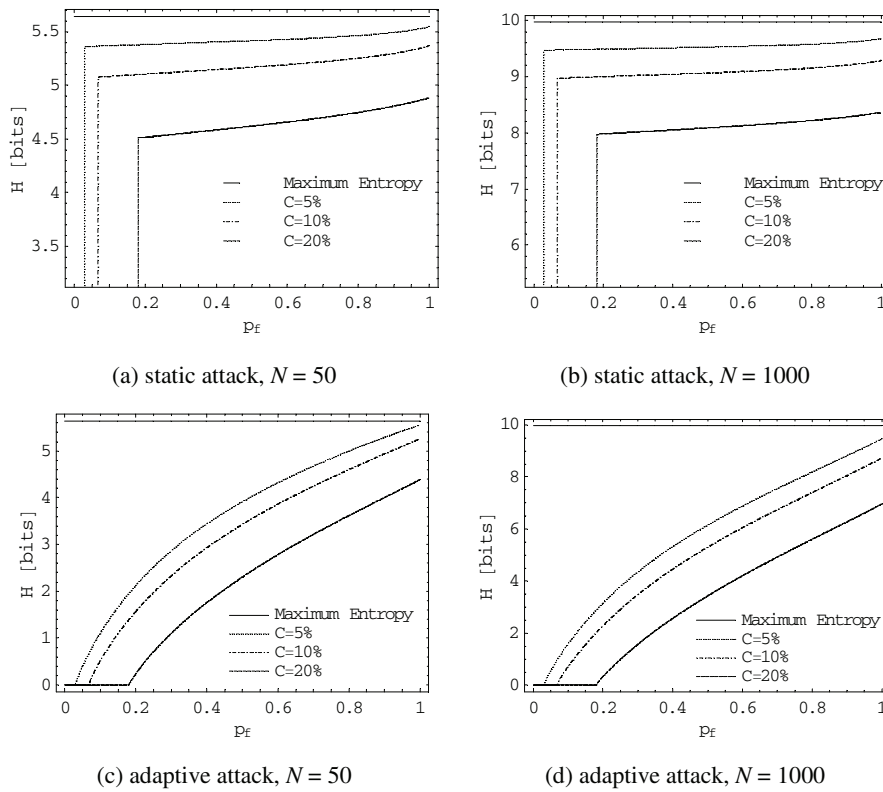 5.5
5
4.5
4
3.5
H [bits]
Maximum Entropy
C=5%
C=10%
C=20%
0 0.2 0.4 0.6 0.8 1
p_f
(a) static attack, N = 50
10
9
8
7
6
H [bits]
Maximum Entropy
C=5%
C=10%
C=20%
0 0.2 0.4 0.6 0.8 1
p_f
(b) static attack, N = 1000
5
4
3
2
1
0
H [bits]
Maximum Entropy
C=5%
C=10%
C=20%
0 0.2 0.4 0.6 0.8 1
p_f
(c) adaptive attack, N = 50
10
8
6
4
2
0
H [bits]
Maximum Entropy
C=5%
C=10%
C=20%
0 0.2 0.4 0.6 0.8 1
p_f
(d) adaptive attack, N = 1000